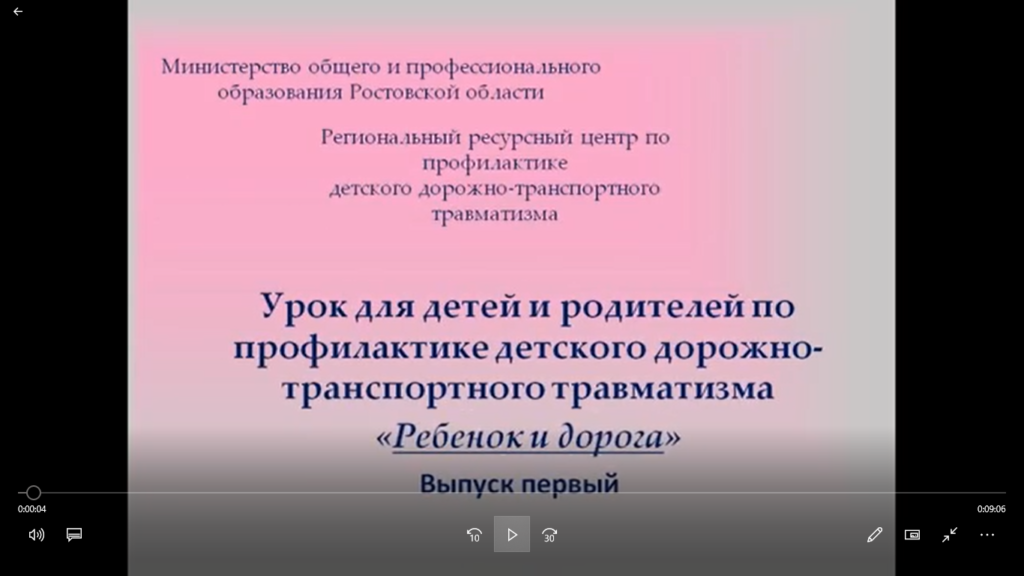 Министерство общего и профессионального
образования Ростовской области
Региональный ресурсный центр по
профилактике
детского дорожно-транспортного
травматизма
Урок для детей и родителей по
профилактике детского дорожно-
транспортного травматизма
«Ребенок и дорога»
Выпуск первый
0:00:04
0:09:06
10
30